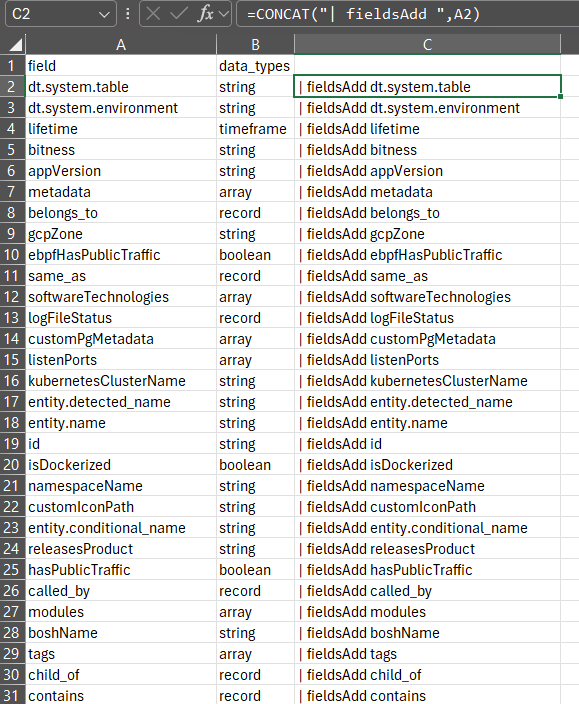 C2 fx =CONCAT("| fieldsAdd ",A2)
A B C
1 field data_types
2 dt.system.table string | fieldsAdd dt.system.table
3 dt.system.environment string | fieldsAdd dt.system.environment
4 lifetime timeframe | fieldsAdd lifetime
5 bitness string | fieldsAdd bitness
6 appVersion string | fieldsAdd appVersion
7 metadata array | fieldsAdd metadata
8 belongs_to record | fieldsAdd belongs_to
9 gcpZone string | fieldsAdd gcpZone
10 ebpfHasPublicTraffic boolean | fieldsAdd ebpfHasPublicTraffic
11 same_as record | fieldsAdd same_as
12 softwareTechnologies array | fieldsAdd softwareTechnologies
13 logFileStatus record | fieldsAdd logFileStatus
14 customPgMetadata array | fieldsAdd customPgMetadata
15 listenPorts array | fieldsAdd listenPorts
16 kubernetesClusterName string | fieldsAdd kubernetesClusterName
17 entity.detected_name string | fieldsAdd entity.detected_name
18 entity.name string | fieldsAdd entity.name
19 id string | fieldsAdd id
20 isDockerized boolean | fieldsAdd isDockerized
21 namespaceName string | fieldsAdd namespaceName
22 customIconPath string | fieldsAdd customIconPath
23 entity.conditional_name string | fieldsAdd entity.conditional_name
24 releasesProduct string | fieldsAdd releasesProduct
25 hasPublicTraffic boolean | fieldsAdd hasPublicTraffic
26 called_by record | fieldsAdd called_by
27 modules array | fieldsAdd modules
28 boshName string | fieldsAdd boshName
29 tags array | fieldsAdd tags
30 child_of record | fieldsAdd child_of
31 contains record | fieldsAdd contains